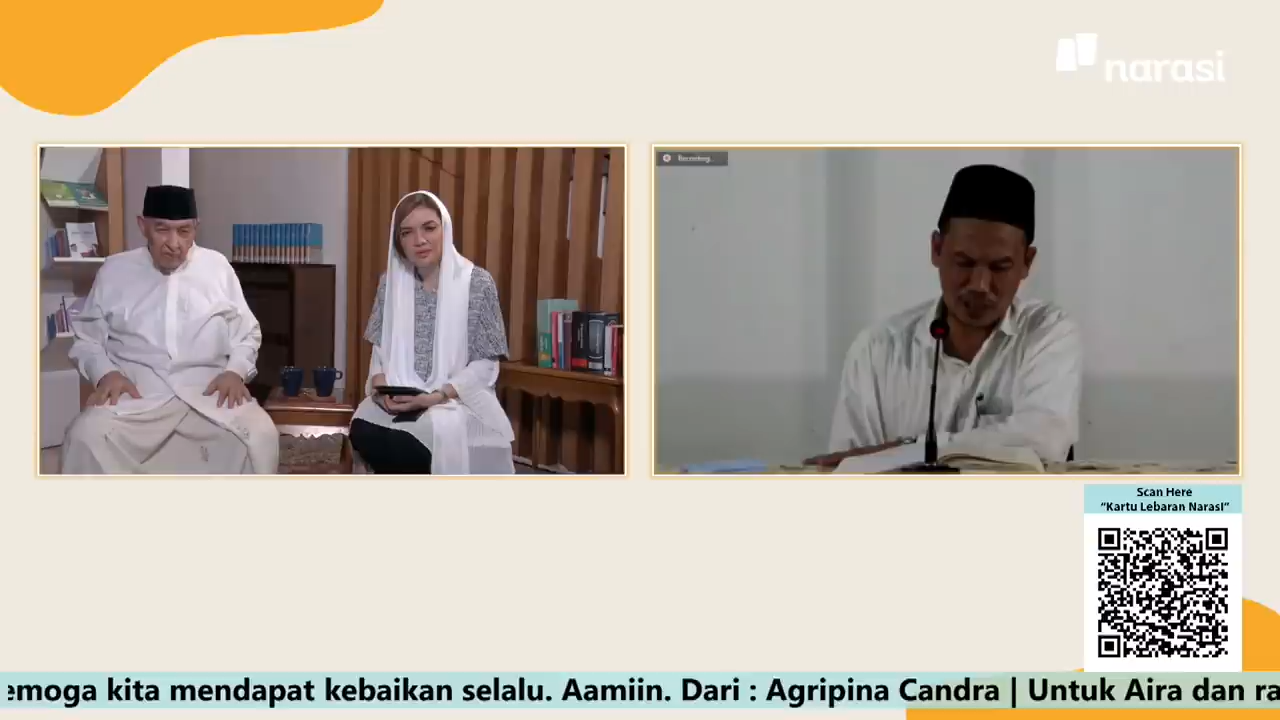 narasi
Recording...
Scan Here
“Kartu Lebaran Narasi”
emoga kita mendapat kebaikan selalu. Aamiin. Dari : Agripina Candra | Untuk Aira dan ra